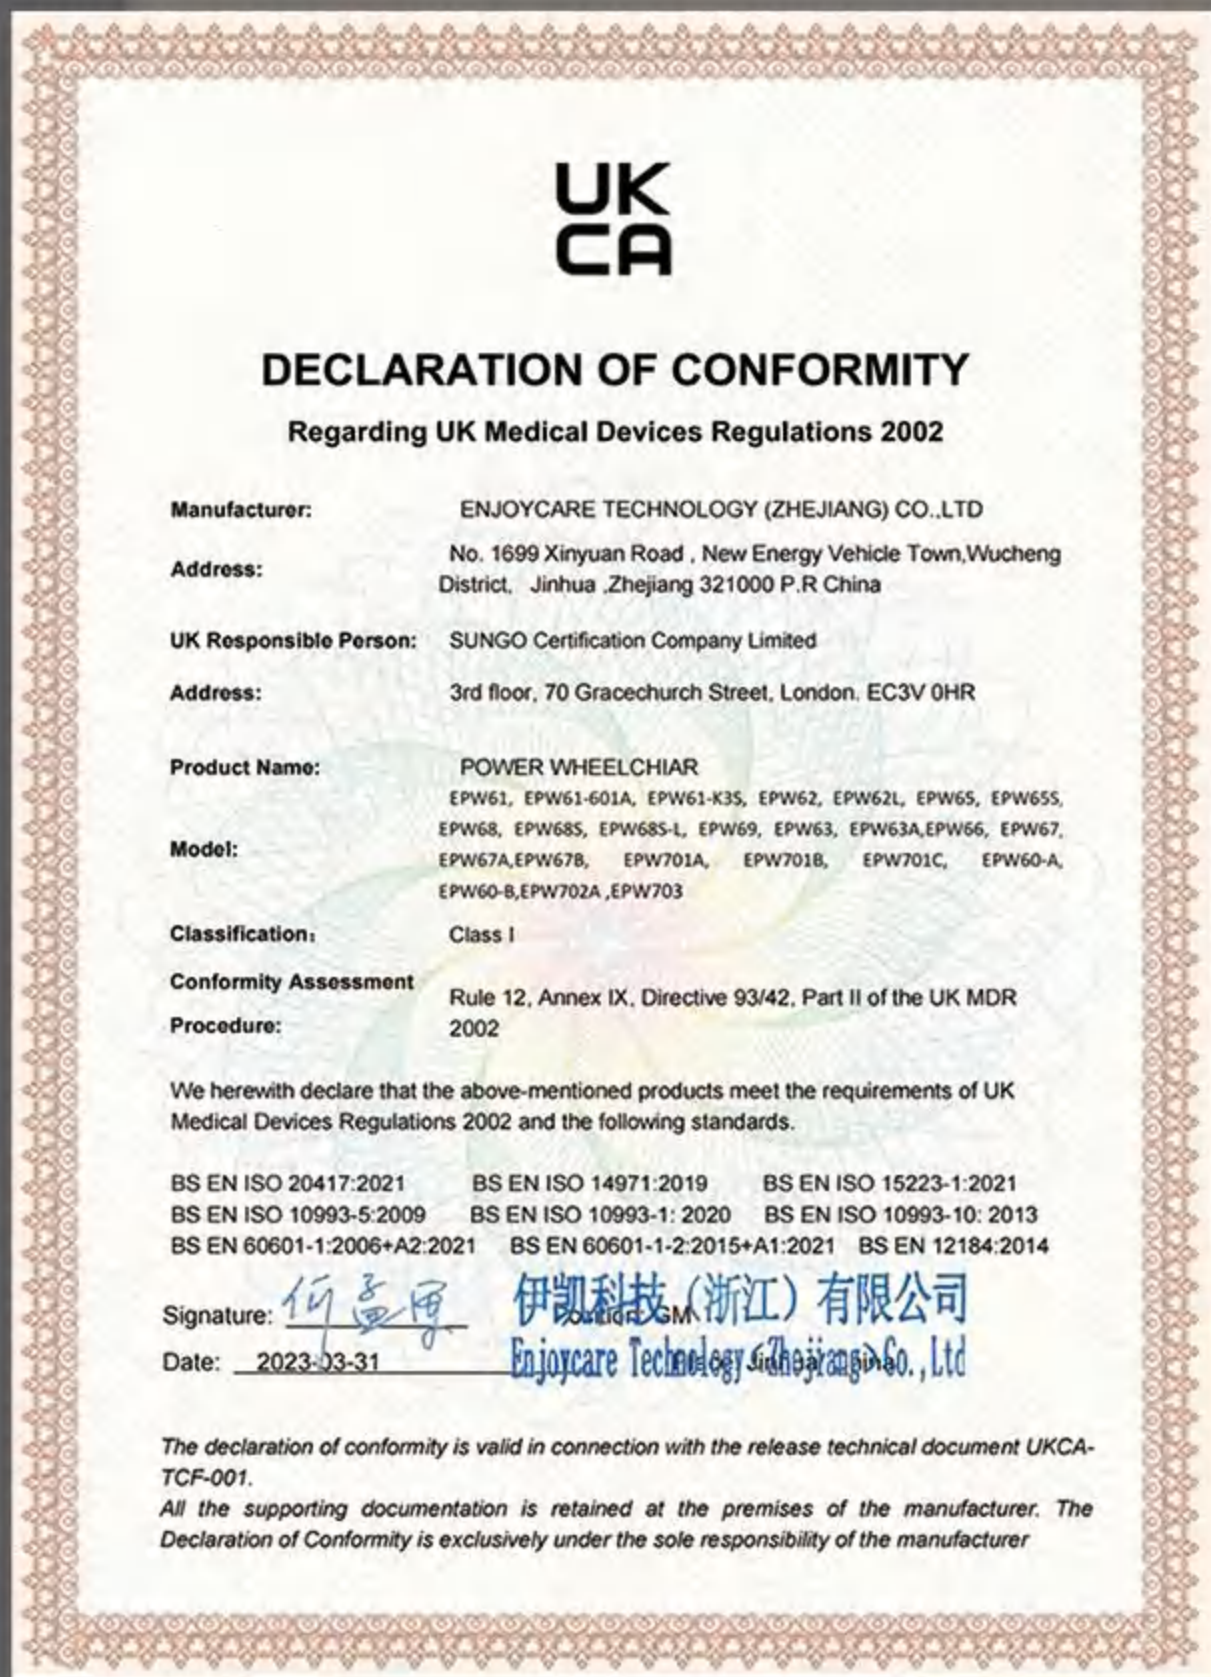 UK
CA
DECLARATION OF CONFORMITY
Regarding UK Medical Devices Regulations 2002
Manufacturer: ENJOYCARE TECHNOLOGY (ZHEJIANG) CO.,LTD
Address: No. 1699 Xinyuan Road , New Energy Vehicle Town,Wucheng
District, Jinhua ,Zhejiang 321000 P.R China
UK Responsible Person: SUNGO Certification Company Limited
Address: 3rd floor, 70 Gracechurch Street, London. EC3V 0HR
Product Name: POWER WHEELCHIAR
Model: EPW61, EPW61-601A, EPW61-K3S, EPW62, EPW62L, EPW65, EPW65S,
EPW68, EPW68S, EPW68S-L, EPW69, EPW63, EPW63A,EPW66, EPW67,
EPW67A,EPW67B, EPW701A, EPW701B, EPW701C, EPW60-A,
EPW60-B,EPW702A ,EPW703
Classification: Class I
Conformity Assessment
Procedure: Rule 12, Annex IX, Directive 93/42, Part II of the UK MDR
2002
We herewith declare that the above-mentioned products meet the requirements of UK
Medical Devices Regulations 2002 and the following standards.
BS EN ISO 20417:2021 BS EN ISO 14971:2019 BS EN ISO 15223-1:2021
BS EN ISO 10993-5:2009 BS EN ISO 10993-1: 2020 BS EN ISO 10993-10: 2013
BS EN 60601-1:2006+A2:2021 BS EN 60601-1-2:2015+A1:2021 BS EN 12184:2014
Signature: GM
伊凯科技（浙江）有限公司
Date: 2023-03-31
Enjoycare Technology (Zhejiang) Co.,Ltd
The declaration of conformity is valid in connection with the release technical document UKCA-
TCF-001.
All the supporting documentation is retained at the premises of the manufacturer. The
Declaration of Conformity is exclusively under the sole responsibility of the manufacturer